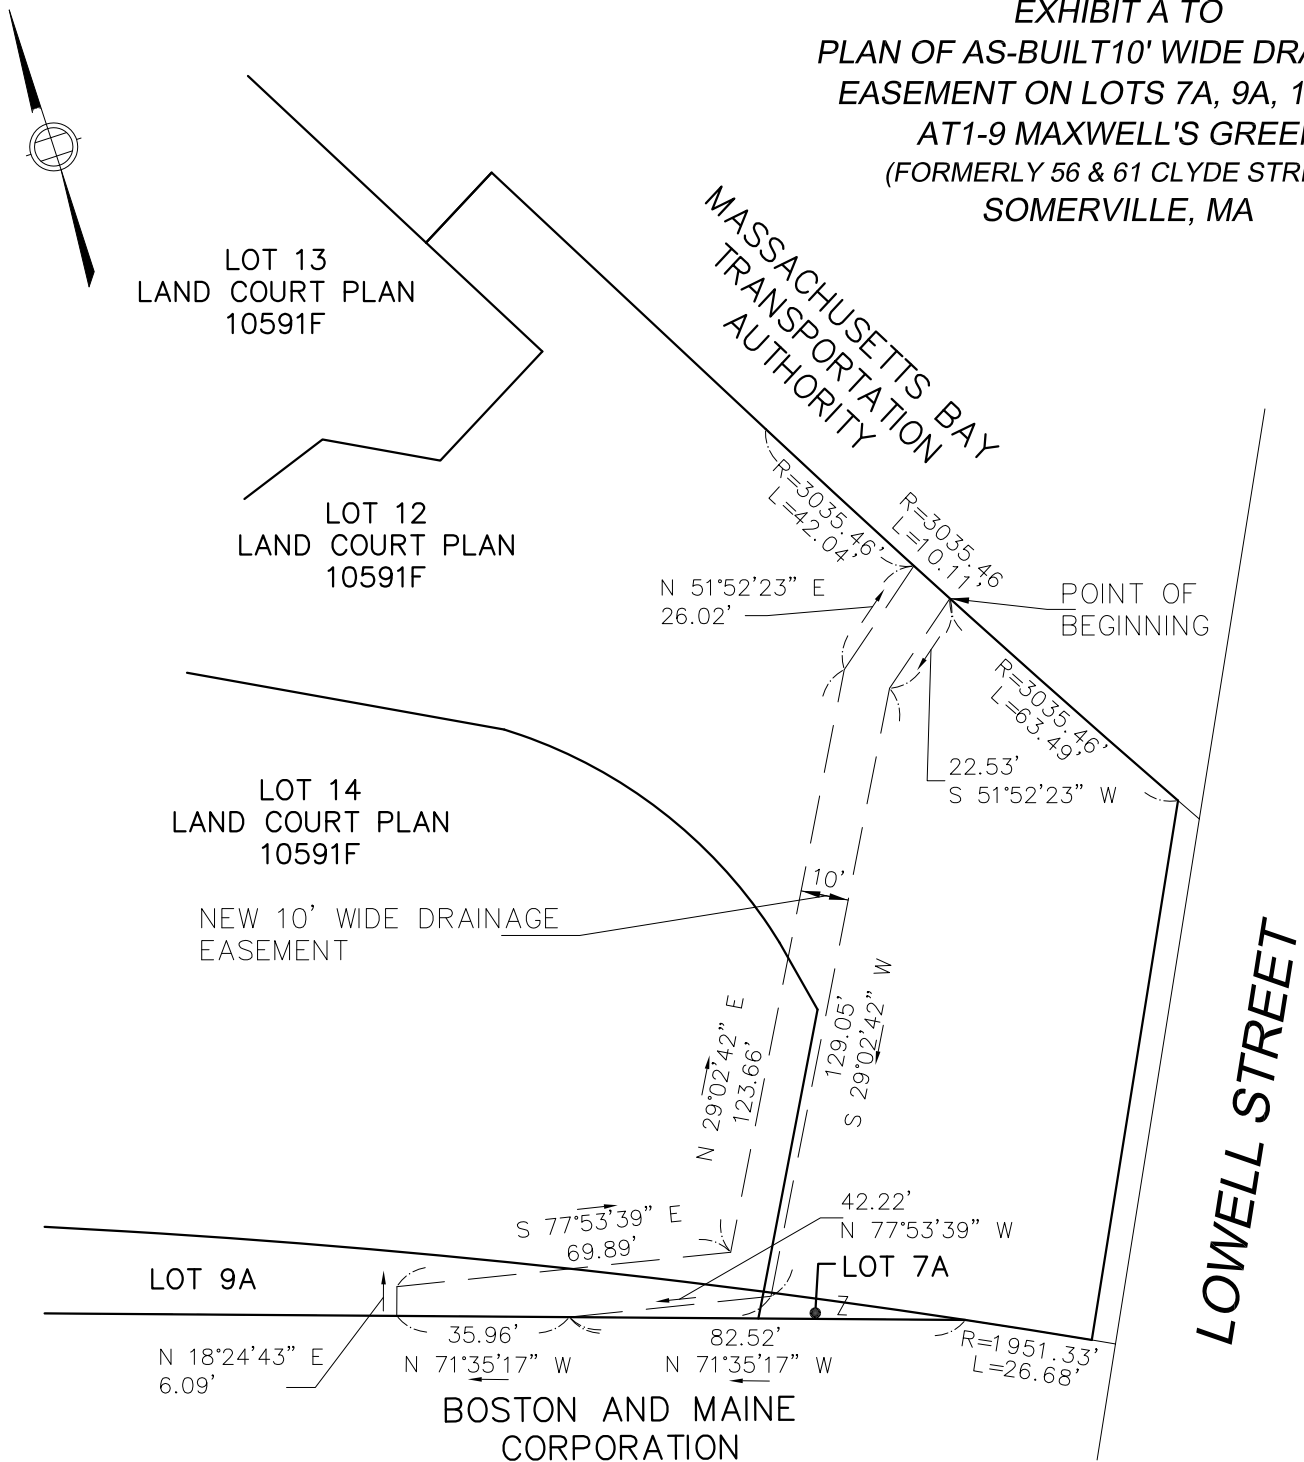 EXHIBIT A TO
PLAN OF AS-BUILT10' WIDE DRA
EASEMENT ON LOTS 7A, 9A, 1
AT1-9 MAXWELL'S GREE
(FORMERLY 56 & 61 CLYDE STR
SOMERVILLE, MA
MASSACHUSETTS BAY
TRANSPORTATION
AUTHORITY
LOT 13
LAND COURT PLAN
10591F
LOT 12
LAND COURT PLAN
10591F
R=3035.46'
L=42.04'
R=3035.46
L=10.11'
N 51°52'23" E
26.02'
POINT OF
BEGINNING
R=3035.46'
L=63.49'
22.53'
S 51°52'23" W
LOT 14
LAND COURT PLAN
10591F
10'
NEW 10' WIDE DRAINAGE
EASEMENT
N 29°02'42" E
123.66'
129.05'
S 29°02'42" W
LOWELL STREET
S 77°53'39" E
69.89'
42.22'
N 77°53'39" W
LOT 9A
LOT 7A
Z
N 18°24'43" E
6.09'
35.96'
N 71°35'17" W
82.52'
N 71°35'17" W
R=1951.33'
L=26.68'
BOSTON AND MAINE
CORPORATION